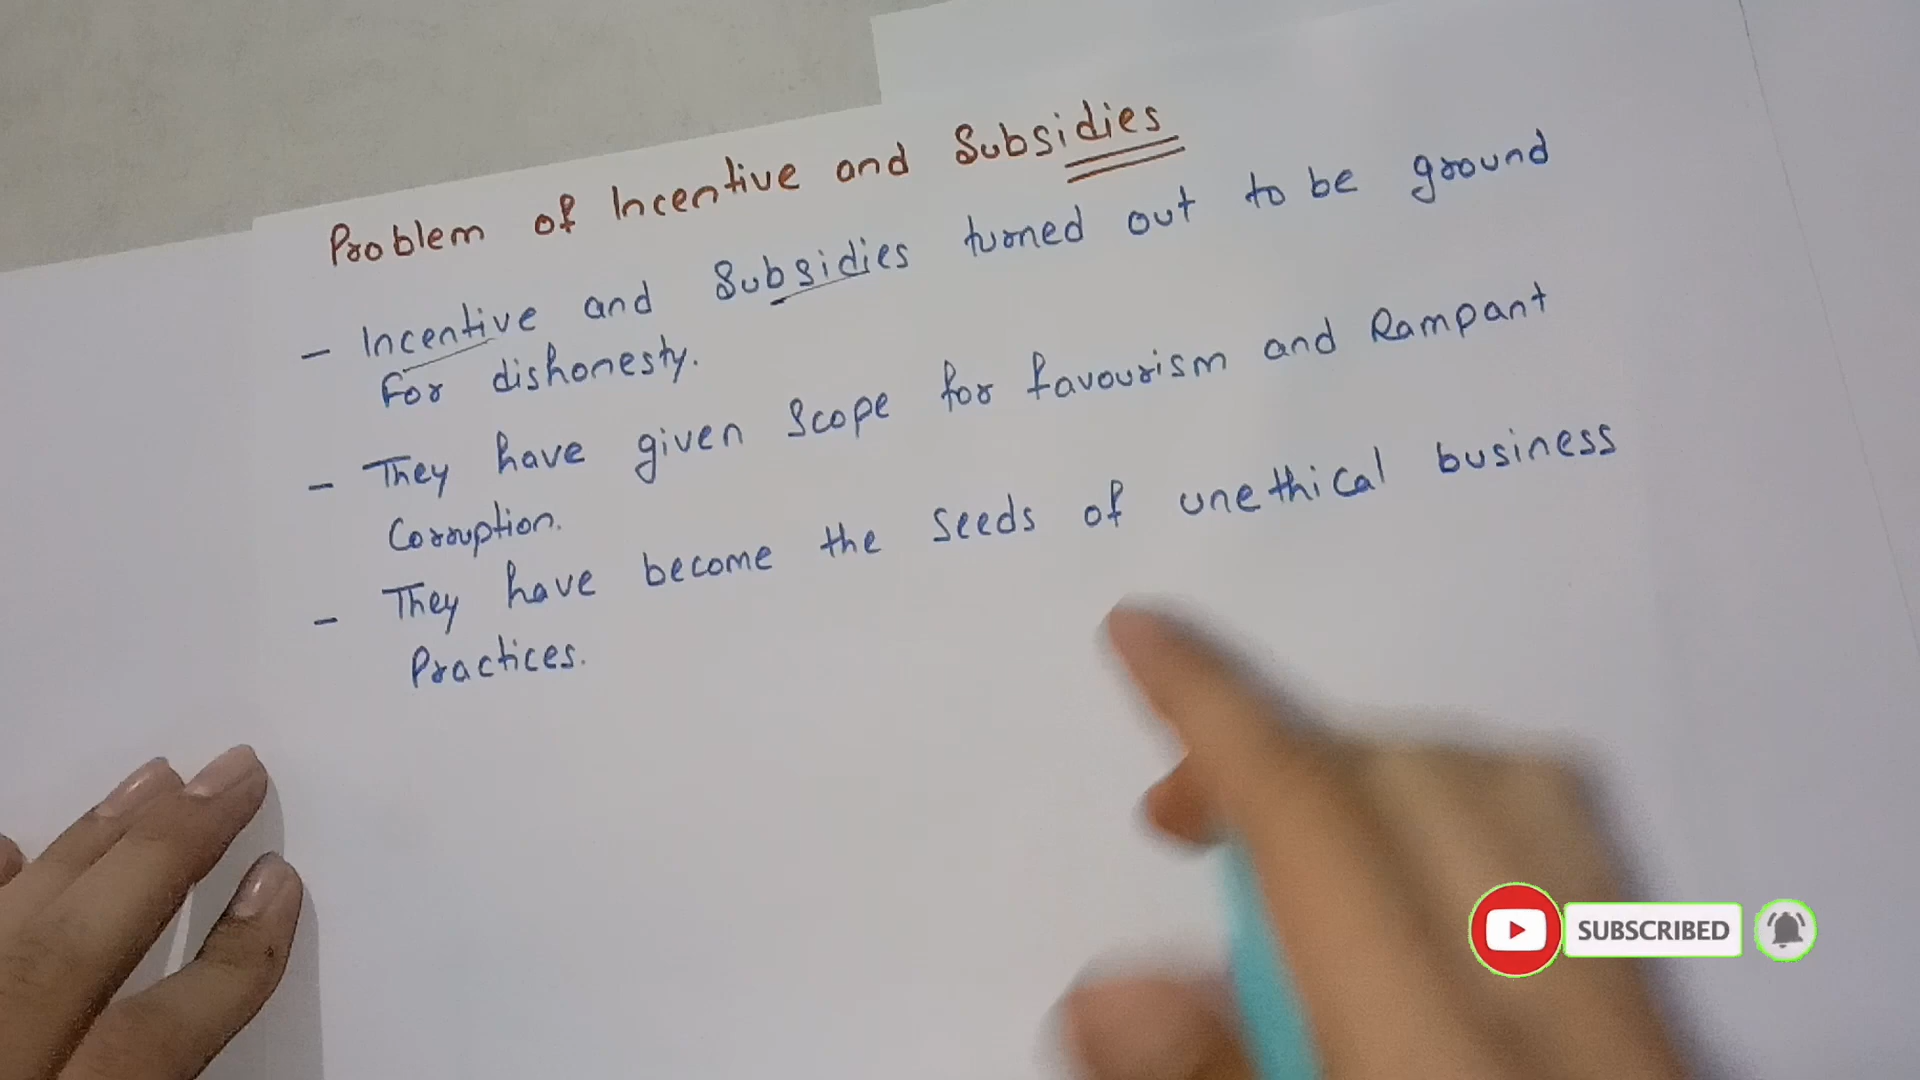 Problem of Incentive and Subsidies
- Incentive and Subsidies turned out to be ground
For dishonesty.
- They have given Scope for favourism and Rampant
Corruption.
- They have become the Seeds of unethical business
Practices.
SUBSCRIBED